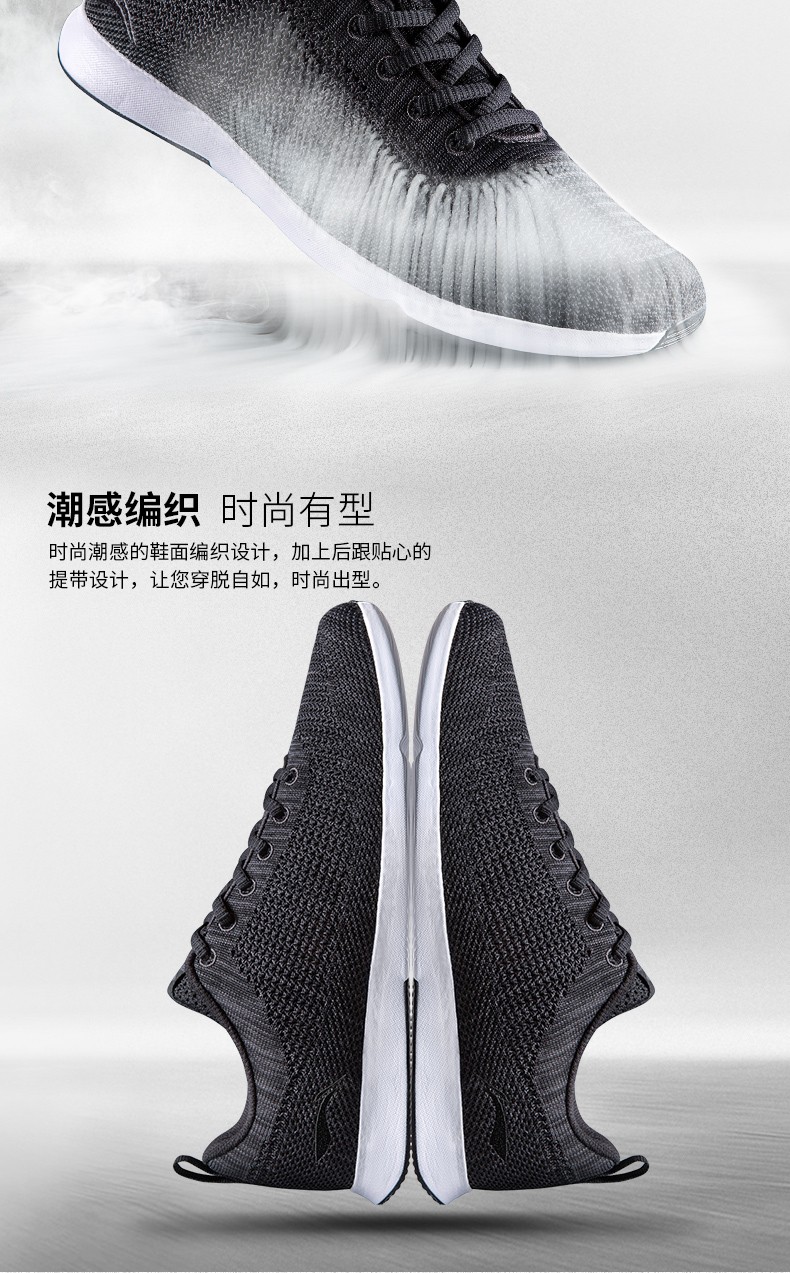 潮感编织 时尚有型
时尚潮感的鞋面编织设计，加上后跟贴心的
提带设计，让您穿脱自如，时尚出型。